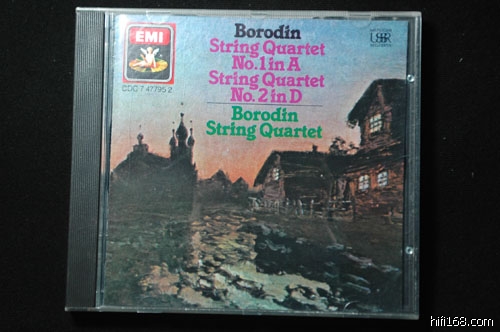 EMI
CDC 7 47795 2
Borodin
String Quartet
No.1 in A
String Quartet
No. 2 in D
Borodin
String Quartet
USSR
hifi168.com